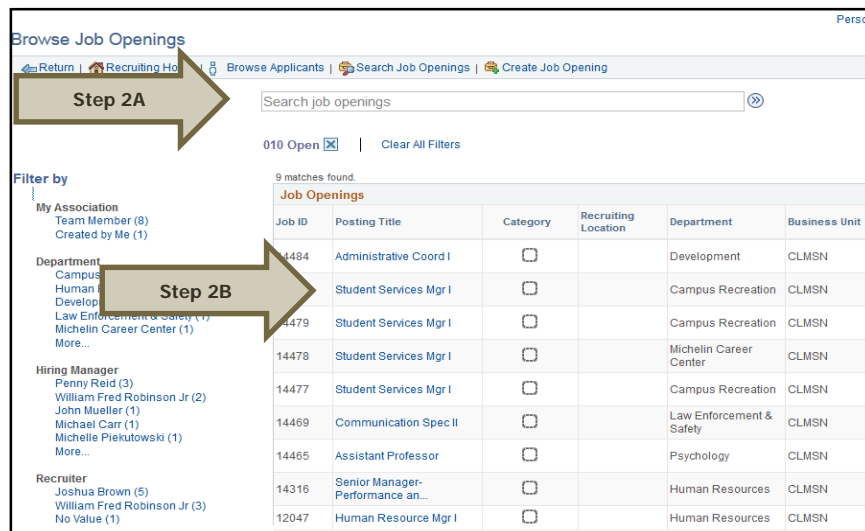 Perso
Browse Job Openings
Return | Recruiting Ho | Browse Applicants | Search Job Openings | Create Job Opening
Step 2A
Search job openings
010 Open | Clear All Filters
Filter by
9 matches found.
Job Openings
My Association
Team Member (8)
Created by Me (1)
Department
Campus
Human
Develop
Law Enforcement & Safety (1)
Michelin Career Center (1)
More...
Hiring Manager
Penny Reid (3)
William Fred Robinson Jr (2)
John Mueller (1)
Michael Carr (1)
Michelle Piekutowski (1)
More...
Recruiter
Joshua Brown (5)
William Fred Robinson Jr (3)
No Value (1)
Step 2B
Job ID Posting Title Category Recruiting Location Department Business Unit
14484 Administrative Coord I Development CLMSN
Student Services Mgr I Campus Recreation CLMSN
14479 Student Services Mgr I Campus Recreation CLMSN
14478 Student Services Mgr I Michelin Career Center CLMSN
14477 Student Services Mgr I Campus Recreation CLMSN
14469 Communication Spec II Law Enforcement & Safety CLMSN
14465 Assistant Professor Psychology CLMSN
14316 Senior Manager- Performance an... Human Resources CLMSN
12047 Human Resource Mgr I Human Resources CLMSN